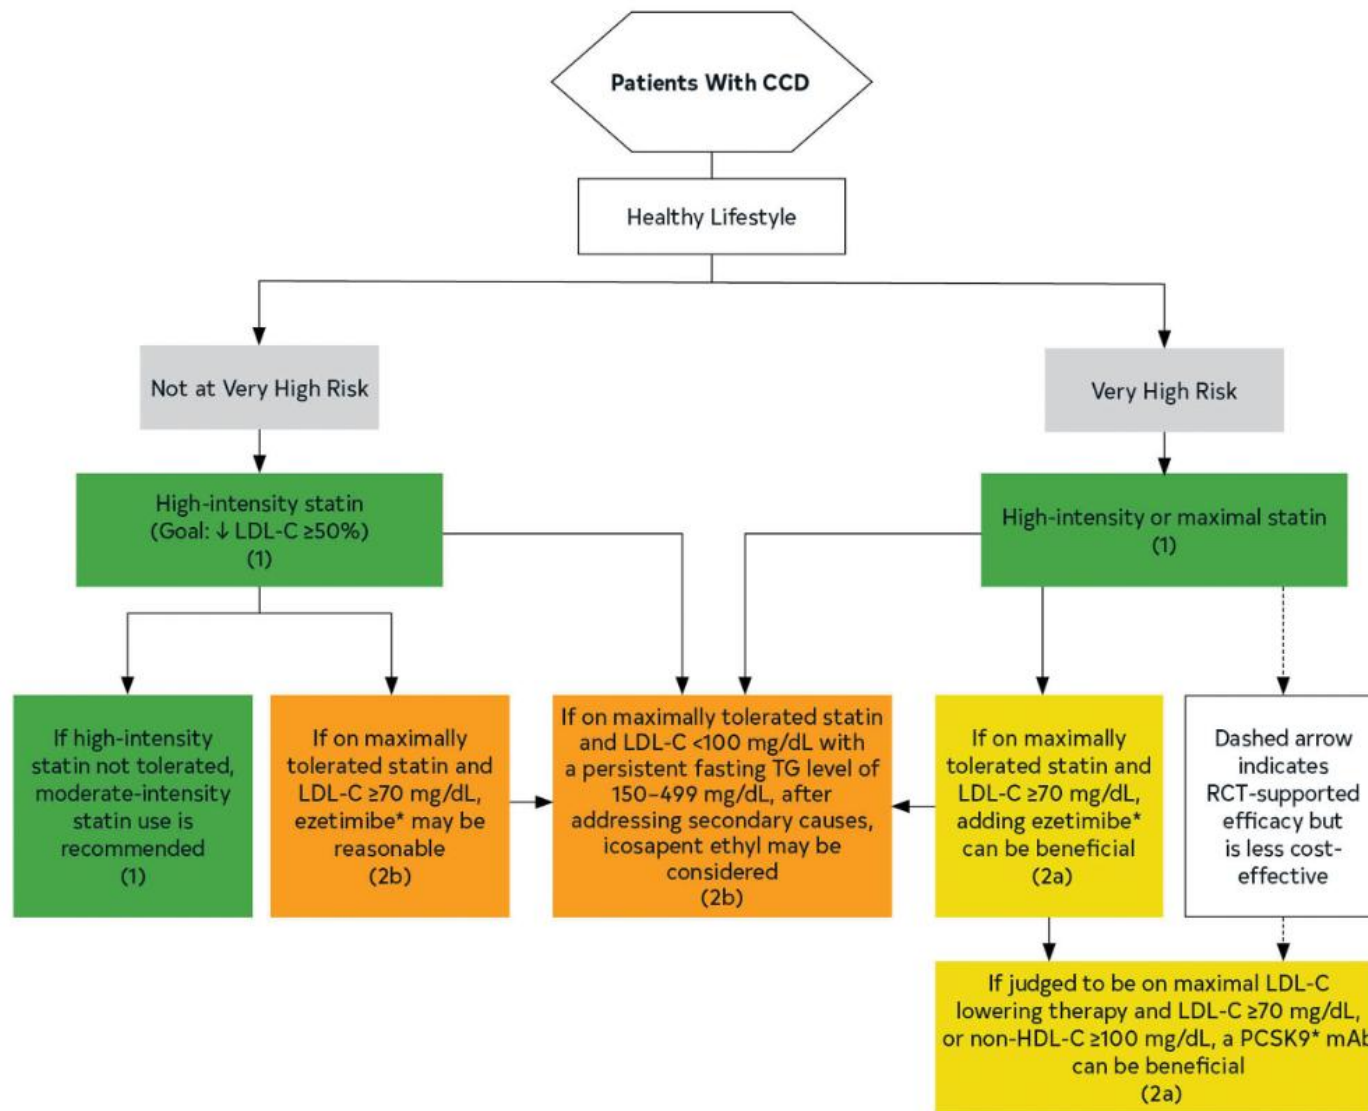 Patients With CCD
Healthy Lifestyle
Not at Very High Risk
Very High Risk
High-intensity statin
(Goal: ↓ LDL-C ≥50%)
(1)
High-intensity or maximal statin
(1)
If high-intensity
statin not tolerated,
moderate-intensity
statin use is
recommended
(1)
If on maximally
tolerated statin and
LDL-C ≥70 mg/dL,
ezetimibe* may be
reasonable
(2b)
If on maximally tolerated statin
and LDL-C <100 mg/dL with
a persistent fasting TG level of
150–499 mg/dL, after
addressing secondary causes,
icosapent ethyl may be
considered
(2b)
If on maximally
tolerated statin and
LDL-C ≥70 mg/dL,
adding ezetimibe*
can be beneficial
(2a)
Dashed arrow
indicates
RCT-supported
efficacy but
is less cost-
effective
If judged to be on maximal LDL-C
lowering therapy and LDL-C ≥70 mg/dL,
or non-HDL-C ≥100 mg/dL, a PCSK9* mAb
can be beneficial
(2a)